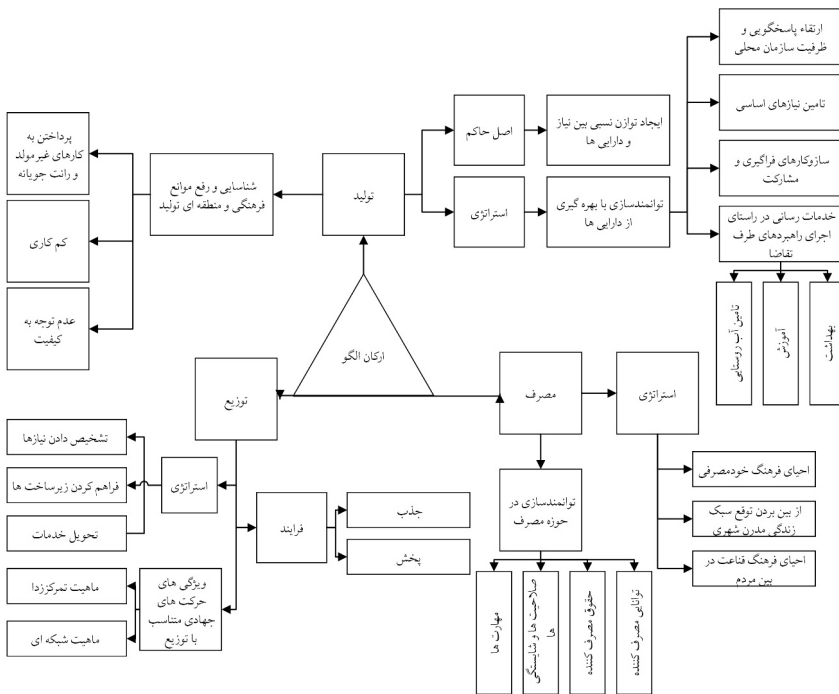 ارتقاء پاسخگویی و
ظرفیت سازمان محلی
تامین نیازهای اساسی
سازوکارهای فراگیری و
مشارکت
خدمات رسانی در راستای
اجرای راهبردهای طرف
تقاضا
بهداشت
آموزش
تامین آب روستایی
ایجاد توازن نسبی بین نیاز
و دارایی ها
توانمندسازی با بهره گیری
از دارایی ها
اصل حاکم
استراتژی
تولید
شناسایی و رفع موانع
فرهنگی و منطقه ای تولید
پرداختن به
کارهای غیر مولد
و رانت جویانه
کم کاری
عدم توجه به
کیفیت
ارکان الگو
استراتژی
مصرف
احیای فرهنگ خودمصرفی
از بین بردن توقع سبک
زندگی مدرن شهری
احیای فرهنگ قناعت در
بین مردم
توانمندسازی در
حوزه مصرف
توانایی مصرف کننده
حقوق مصرف کننده
صلاحیت ها و شایستگی
ها
مهارت ها
توزیع
استراتژی
تشخیص دادن نیازها
فراهم کردن زیرساخت ها
تحویل خدمات
فرایند
جذب
پخش
ویژگی های
حرکت های
جهادی متناسب
با توزیع
ماهیت تمرکززدا
ماهیت شبکه ای